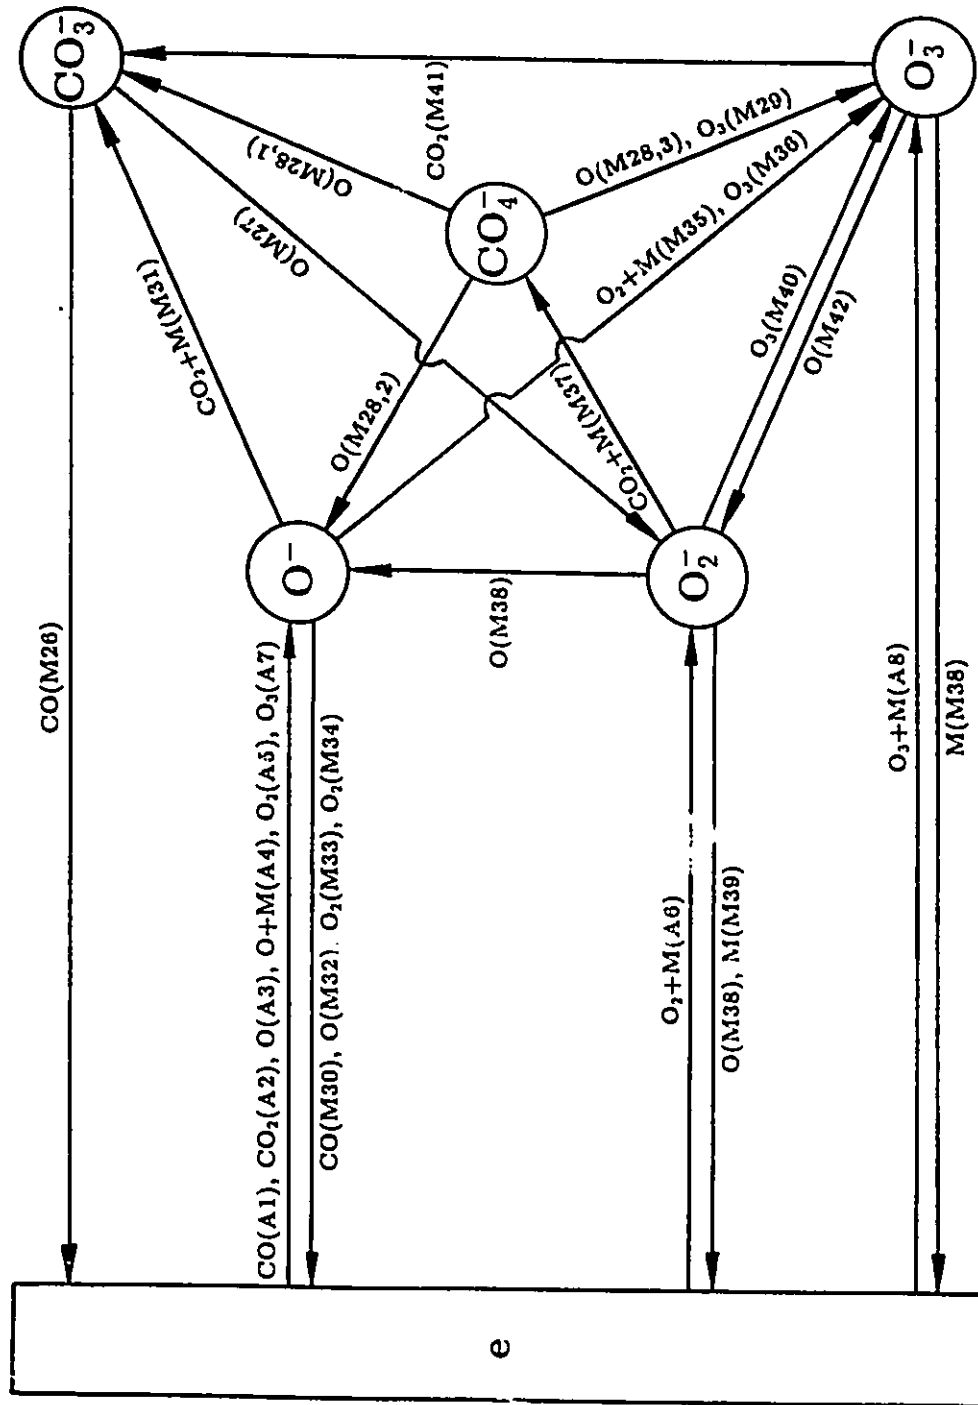 CO₃⁻
O₃⁻
CO₄⁻
O⁻
O₂⁻
e
CO(M26)
CO₂+M(M31)
O(M28,1)
O(M27)
CO₂(M41)
O(M28,3), O₃(M29)
O₂+M(M35), O₃(M36)
O₃(M40)
O(M42)
O(M28,2)
CO₂+M(M37)
O(M38)
CO(A1), CO₂(A2), O(A3), O+M(A4), O₂(A5), O₃(A7)
CO(M30), O(M32), O₂(M33), O₂(M34)
O₂+M(A6)
O(M38), M(M39)
O₃+M(A8)
M(M38)